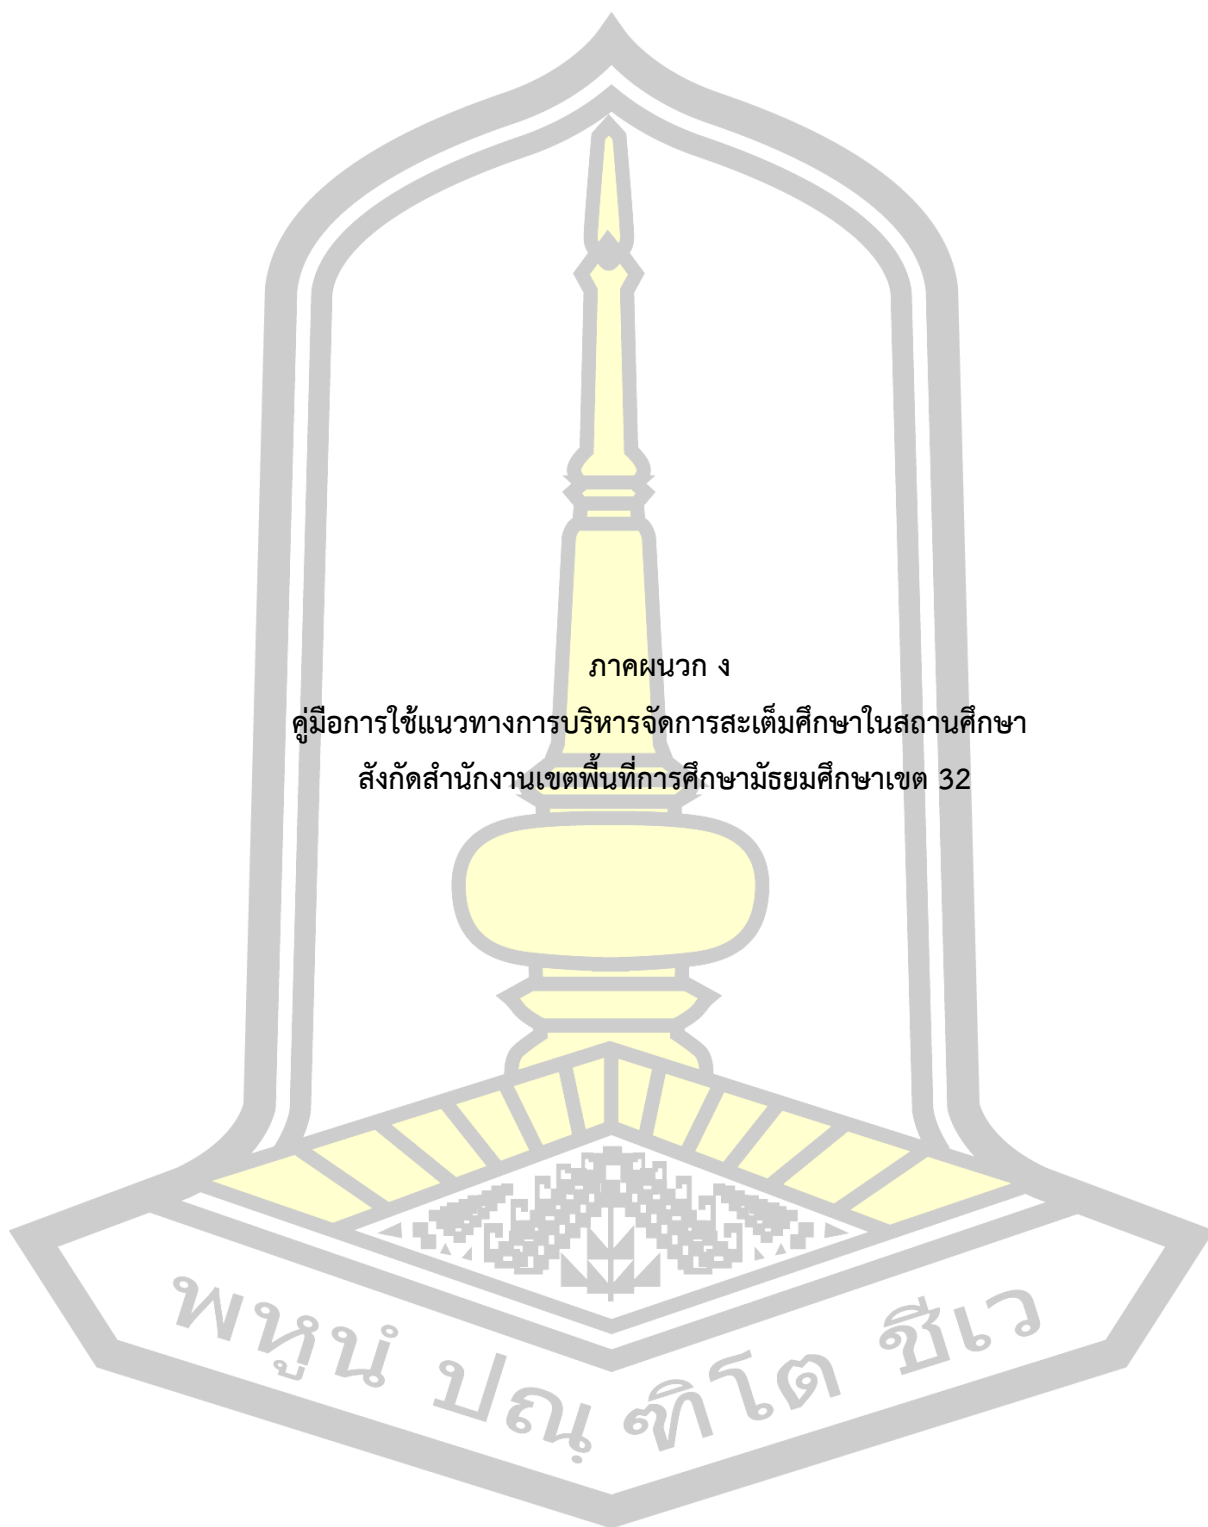 ภาคผนวก ง
คู่มือการใช้แนวทางการบริหารจัดการสะเต็มศึกษาในสถานศึกษา
สังกัดสำนักงานเขตพื้นที่การศึกษามัธยมศึกษาเขต 32
พหูนํ ปณฺฑิโต ชีเว